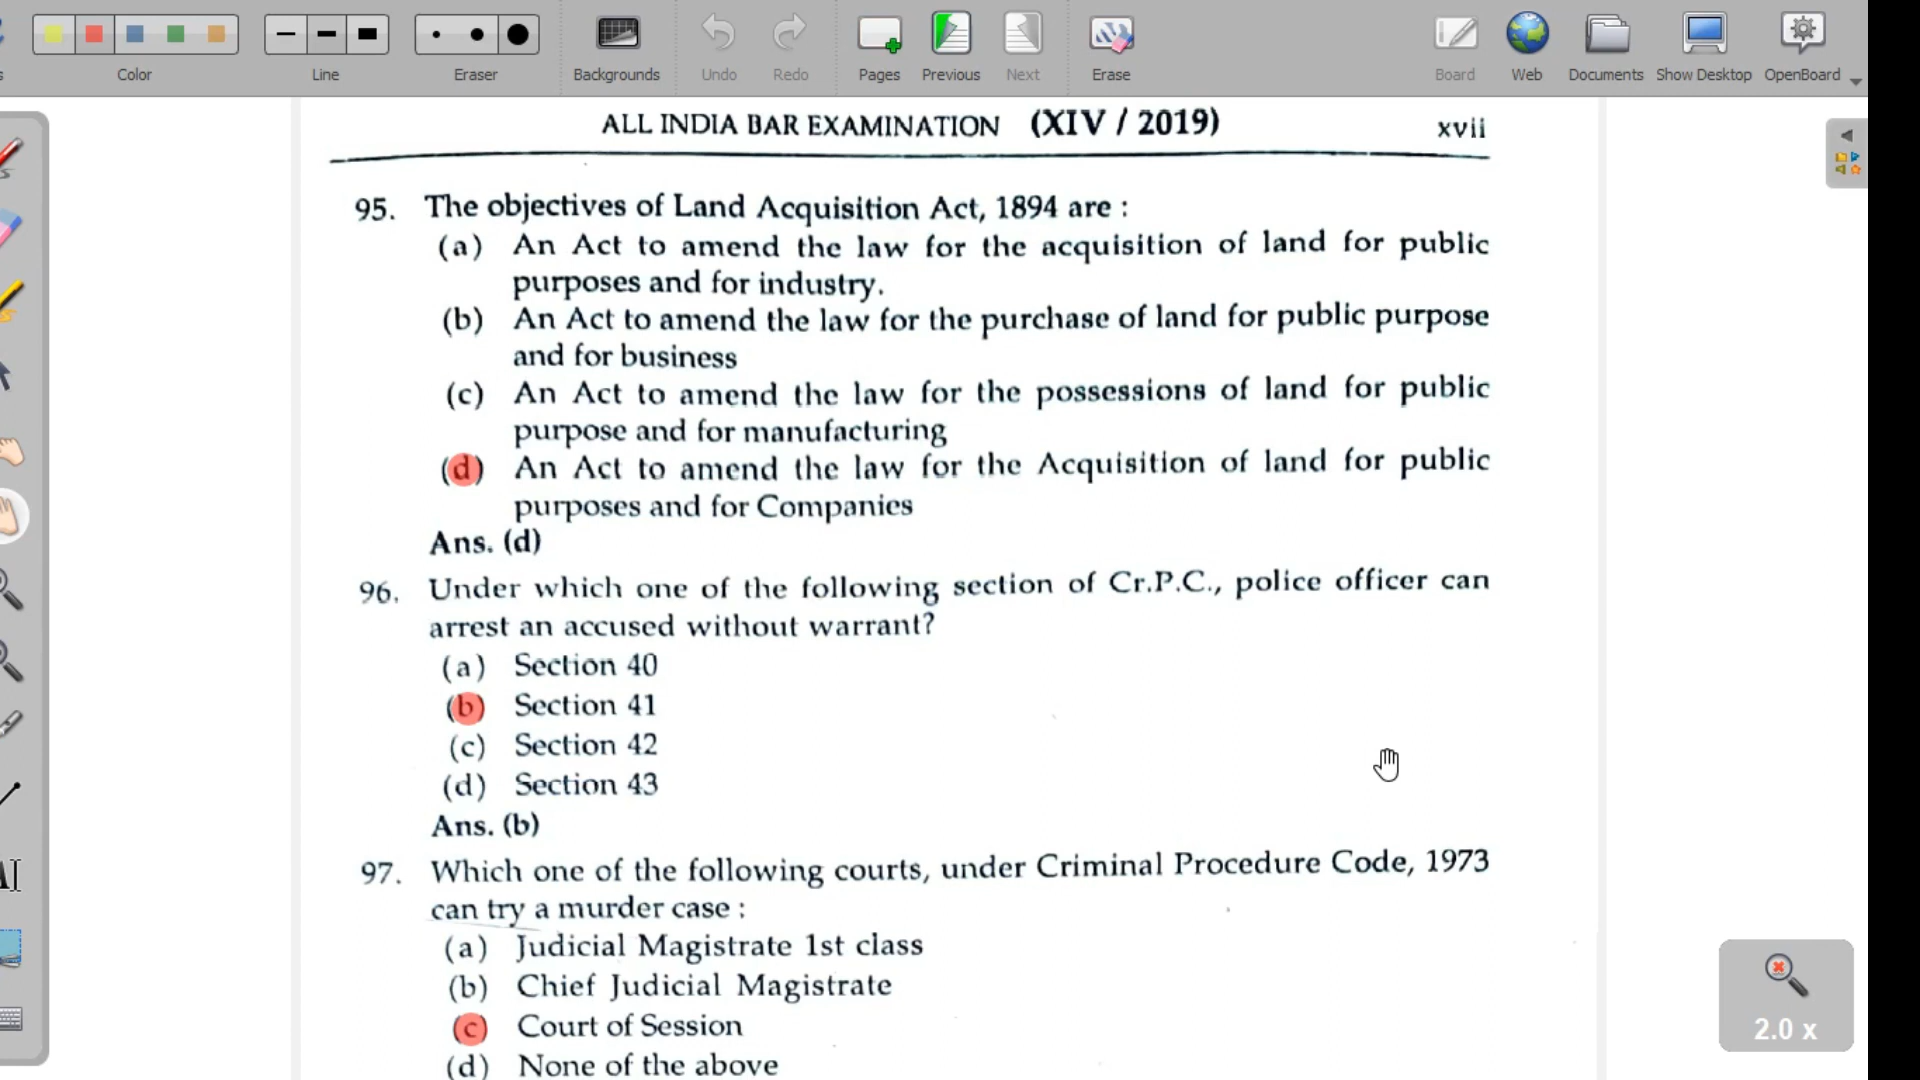 Color
Line
Eraser
Backgrounds
Undo
Redo
Pages
Previous
Next
Erase
Board
Web
Documents
Show Desktop
OpenBoard
ALL INDIA BAR EXAMINATION (XIV / 2019) xvii
95. The objectives of Land Acquisition Act, 1894 are :
(a) An Act to amend the law for the acquisition of land for public
purposes and for industry.
(b) An Act to amend the law for the purchase of land for public purpose
and for business
(c) An Act to amend the law for the possessions of land for public
purpose and for manufacturing
(d) An Act to amend the law for the Acquisition of land for public
purposes and for Companies
Ans. (d)
96. Under which one of the following section of Cr.P.C., police officer can
arrest an accused without warrant?
(a) Section 40
(b) Section 41
(c) Section 42
(d) Section 43
Ans. (b)
97. Which one of the following courts, under Criminal Procedure Code, 1973
can try a murder case :
(a) Judicial Magistrate 1st class
(b) Chief Judicial Magistrate
(c) Court of Session
(d) None of the above
2.0 x